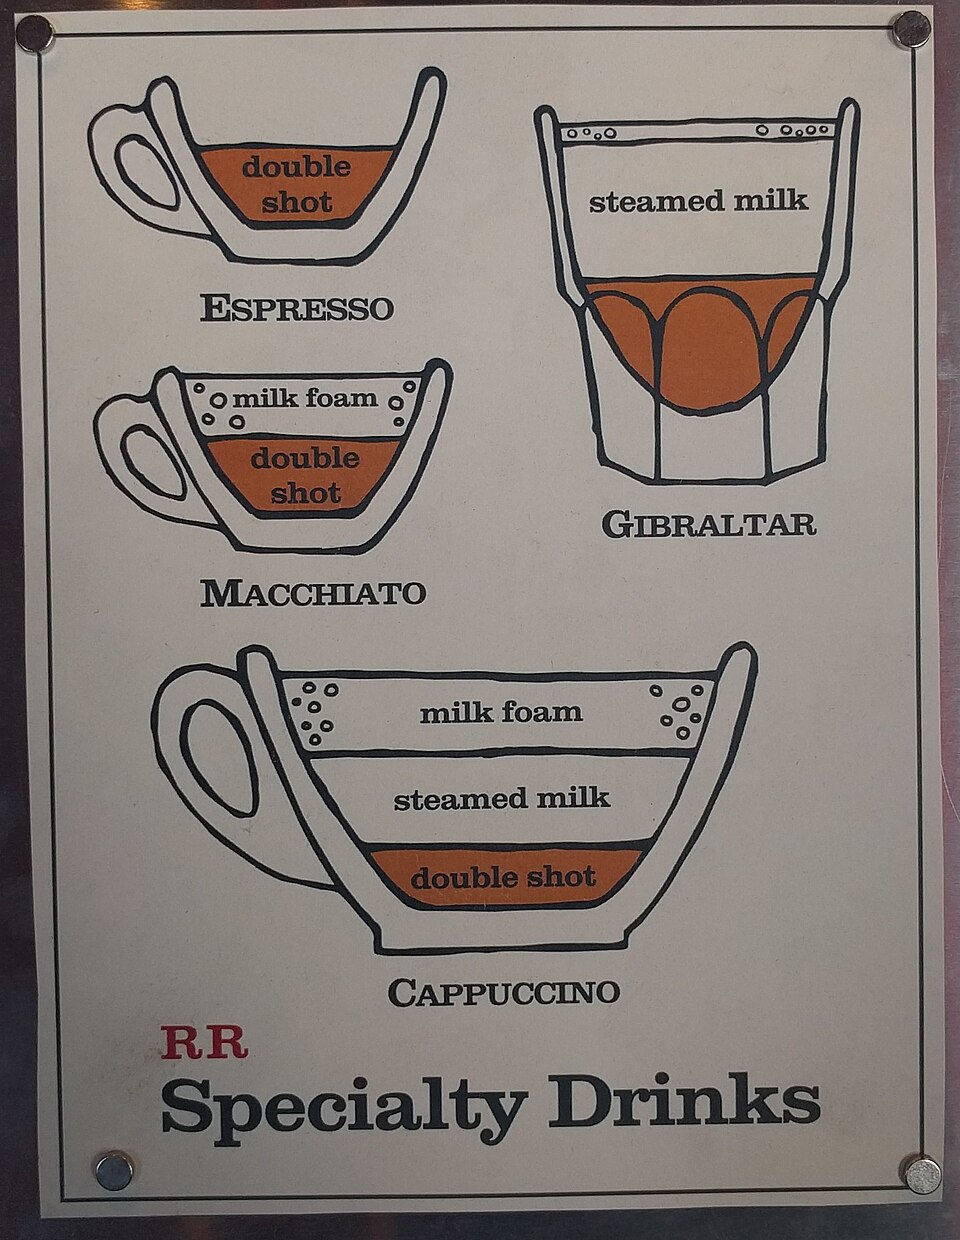 double
shot
ESPRESSO
steamed milk
GIBRALTAR
milk foam
double
shot
MACCHIATO
milk foam
steamed milk
double shot
CAPPUCCINO
RR
Specialty Drinks